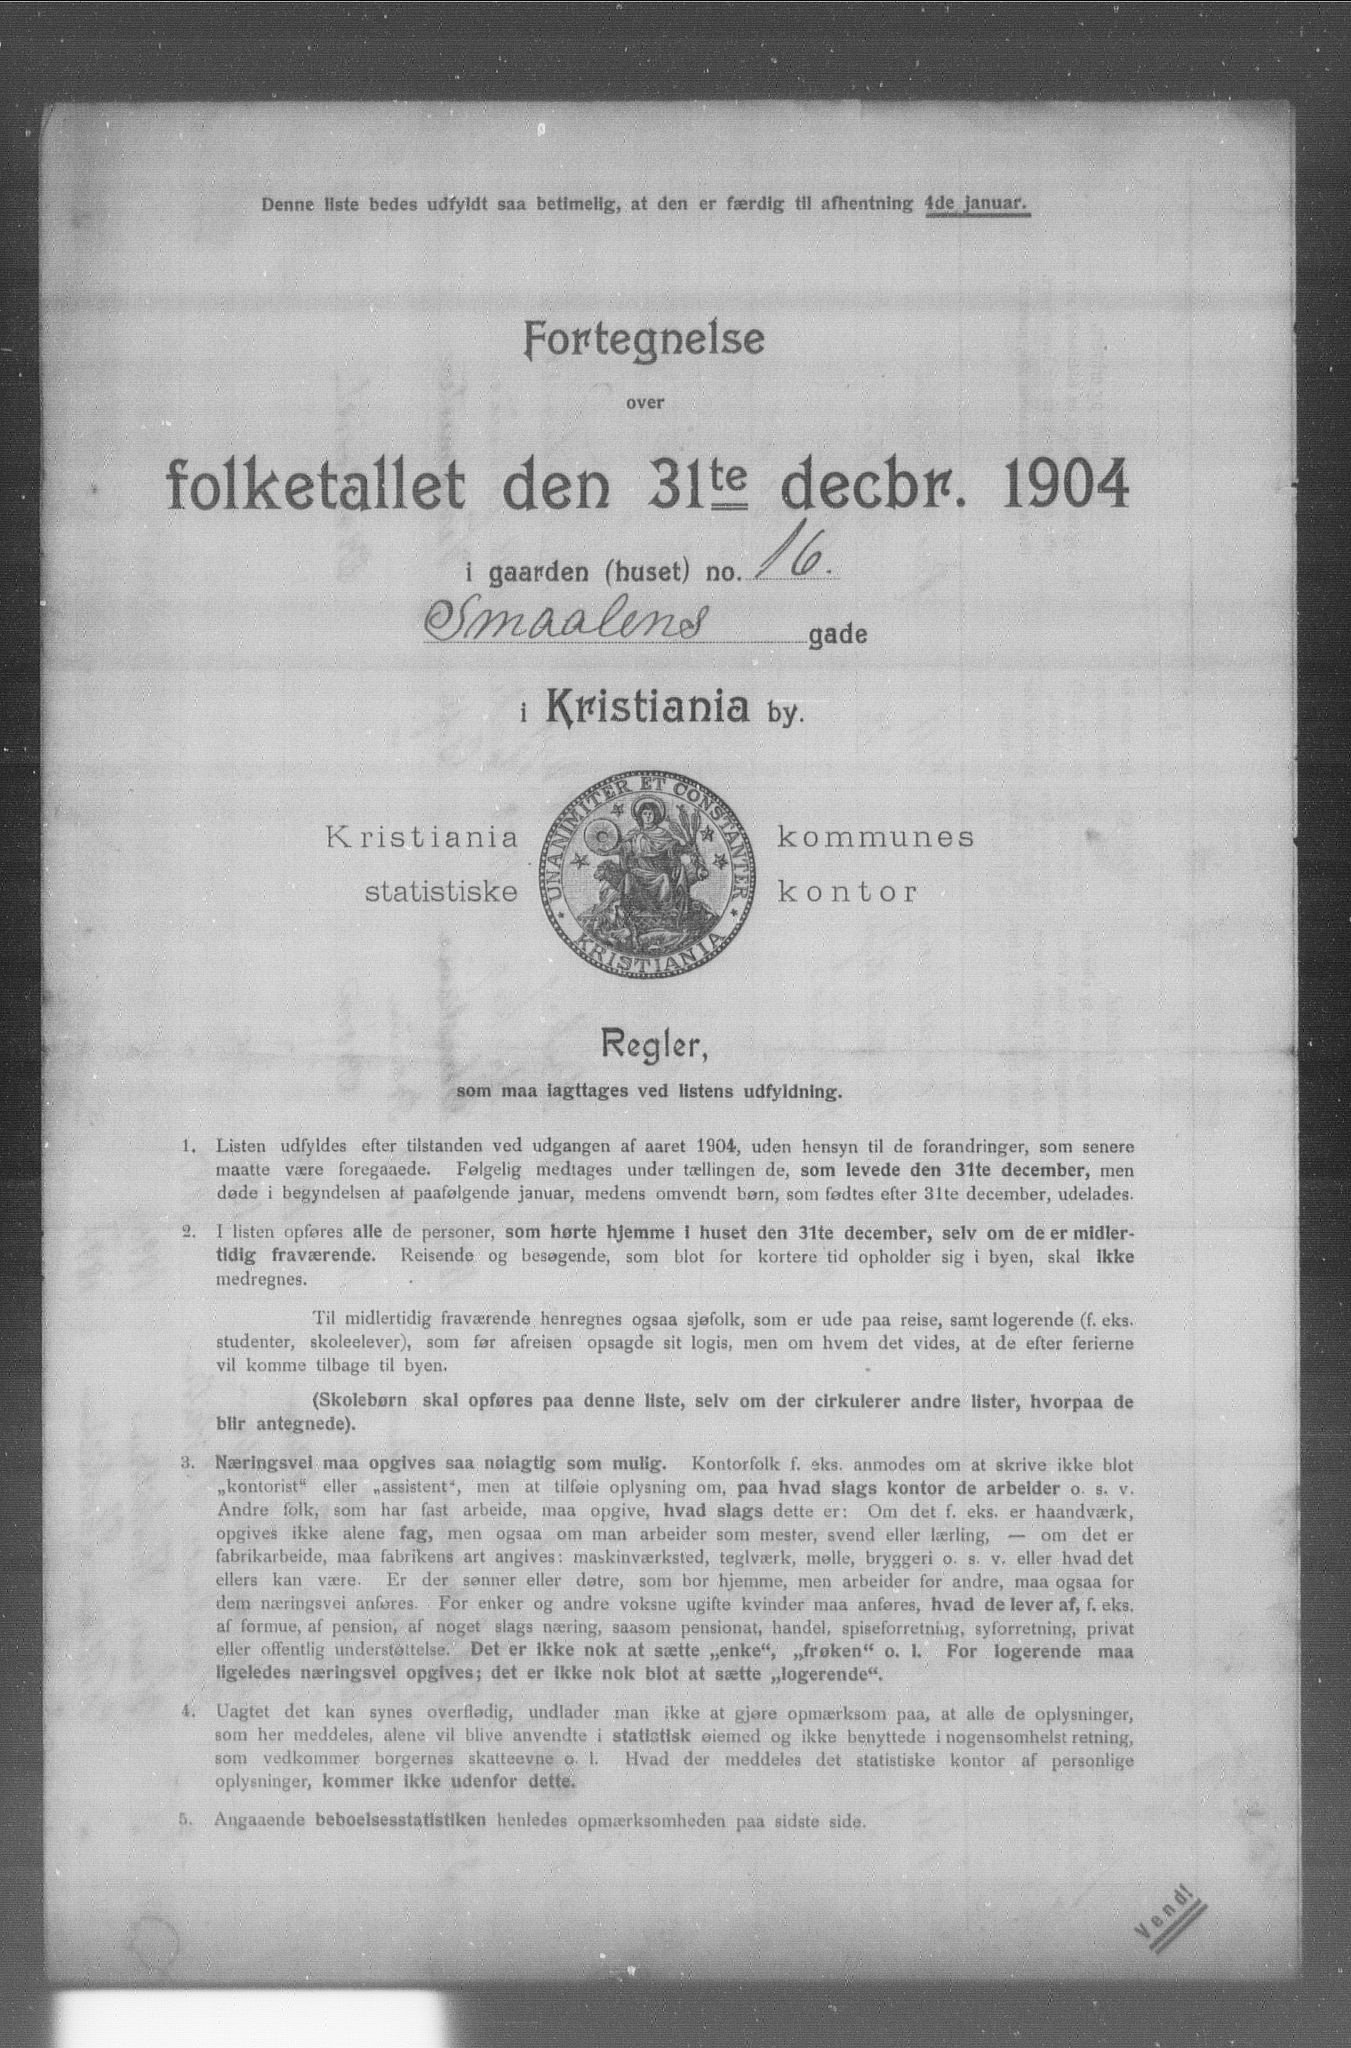 Denne liste bedes udfyldt saa betimelig, at den er færdig til afhentning 4de januar.
Fortegnelse
over
folketallet den 31te decbr. 1904
i gaarden (huset) no. 16.
Smaalens gade
i Kristiania by.
Kristiania kommunes
statistiske kontor
UNANIMITER ET CONSTANTER
KRISTIANIA
Regler,
som maa iagttages ved listens udfyldning.
1. Listen udfyldes efter tilstanden ved udgangen af aaret 1904, uden hensyn til de forandringer, som senere
maatte være foregaaede. Følgelig medtages under tællingen de, som levede den 31te december, men
døde i begyndelsen af paafølgende januar, medens omvendt børn, som fødtes efter 31te december, udelades.
2. I listen opføres alle de personer, som hørte hjemme i huset den 31te december, selv om de er midler-
tidig fraværende. Reisende og besøgende, som blot for kortere tid opholder sig i byen, skal ikke
medregnes.
Til midlertidig fraværende henregnes ogsaa sjøfolk, som er ude paa reise, samt logerende (f. eks.
studenter, skoleelever), som før afreisen opsagde sit logis, men om hvem det vides, at de efter ferierne
vil komme tilbage til byen.
(Skolebørn skal opføres paa denne liste, selv om der cirkulerer andre lister, hvorpaa de
blir antegnede).
3. Næringsvei maa opgives saa nøiagtig som mulig. Kontorfolk f. eks. anmodes om at skrive ikke blot
„kontorist“ eller „assistent“, men at tilføie oplysning om, paa hvad slags kontor de arbeider o. s. v.
Andre folk, som har fast arbeide, maa opgive, hvad slags dette er: Om det f. eks. er haandværk,
opgives ikke alene fag, men ogsaa om man arbeider som mester, svend eller lærling, — om det er
fabrikarbeide, maa fabrikens art angives: maskinværksted, teglværk, mølle, bryggeri o. s. v. eller hvad det
ellers kan være. Er der sønner eller døtre, som bor hjemme, men arbeider for andre, maa ogsaa for
dem næringsvei anføres. For enker og andre voksne ugifte kvinder maa anføres, hvad de lever af, f. eks.
af formue, af pension, af noget slags næring, saasom pensionat, handel, spiseforretning, syforretning, privat
eller offentlig understøttelse. Det er ikke nok at sætte „enke“, „frøken“ o. l. For logerende maa
ligeledes næringsvei opgives; det er ikke nok blot at sætte „logerende“.
4. Uagtet det kan synes overflødig, undlader man ikke at gjøre opmærksom paa, at alle de oplysninger,
som her meddeles, alene vil blive anvendte i statistisk øiemed og ikke benyttede i nogensomhelst retning,
som vedkommer borgernes skatteevne o. l. Hvad der meddeles det statistiske kontor af personlige
oplysninger, kommer ikke udenfor dette.
5. Angaaende beboelsesstatistiken henledes opmærksomheden paa sidste side.
Vend!